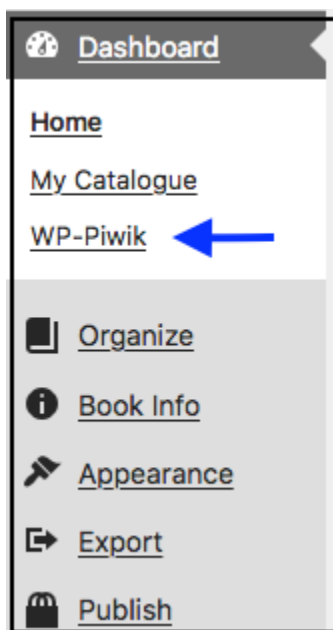 Dashboard
Home
My Catalogue
WP-Piwik
Organize
Book Info
Appearance
Export
Publish